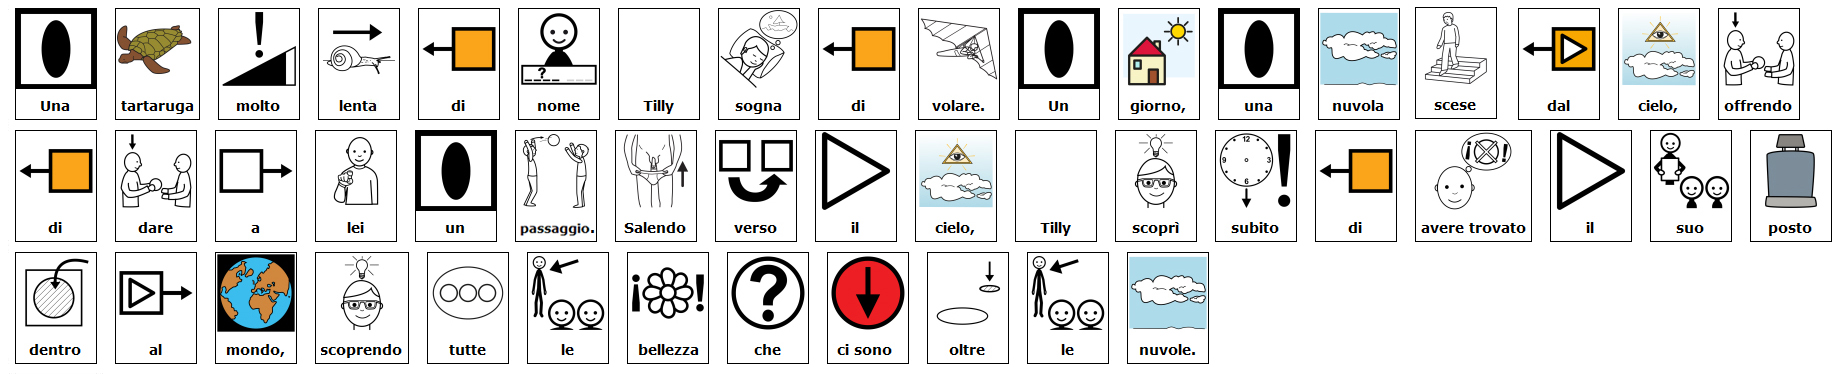 Una tartaruga molto lenta di nome Tilly sogna di volare. Un giorno, una nuvola scese dal cielo, offrendo
di dare a lei un passaggio. Salendo verso il cielo, Tilly scoprì subito di avere trovato il suo posto
dentro al mondo, scoprendo tutte le bellezza che ci sono oltre le nuvole.